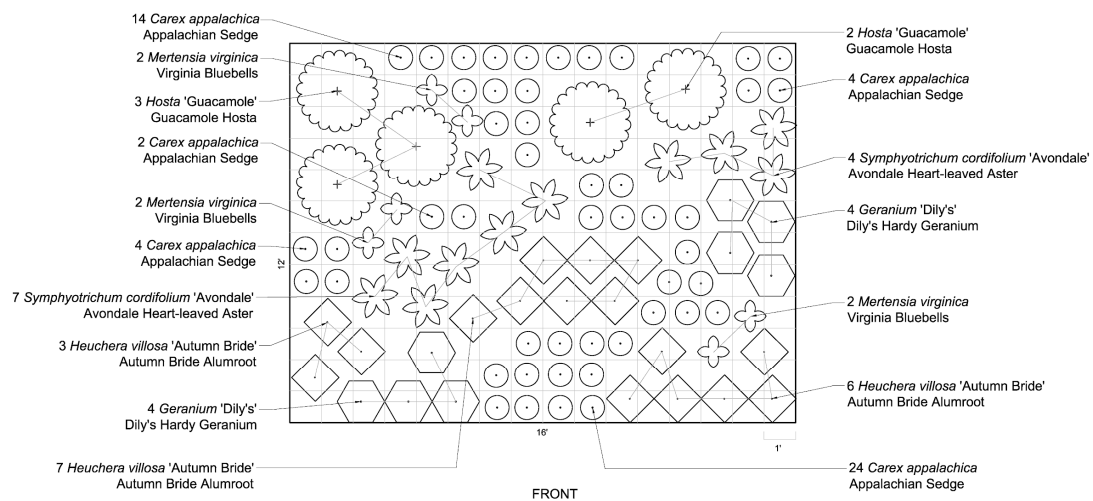 14 Carex appalachica
Appalachian Sedge
2 Mertensia virginica
Virginia Bluebells
3 Hosta 'Guacamole'
Guacamole Hosta
2 Carex appalachica
Appalachian Sedge
2 Mertensia virginica
Virginia Bluebells
4 Carex appalachica
Appalachian Sedge
7 Symphyotrichum cordifolium 'Avondale'
Avondale Heart-leaved Aster
3 Heuchera villosa 'Autumn Bride'
Autumn Bride Alumroot
4 Geranium 'Dily's'
Dily's Hardy Geranium
7 Heuchera villosa 'Autumn Bride'
Autumn Bride Alumroot
12'
16'
1'
FRONT
2 Hosta 'Guacamole'
Guacamole Hosta
4 Carex appalachica
Appalachian Sedge
4 Symphyotrichum cordifolium 'Avondale'
Avondale Heart-leaved Aster
4 Geranium 'Dily's'
Dily's Hardy Geranium
2 Mertensia virginica
Virginia Bluebells
6 Heuchera villosa 'Autumn Bride'
Autumn Bride Alumroot
24 Carex appalachica
Appalachian Sedge